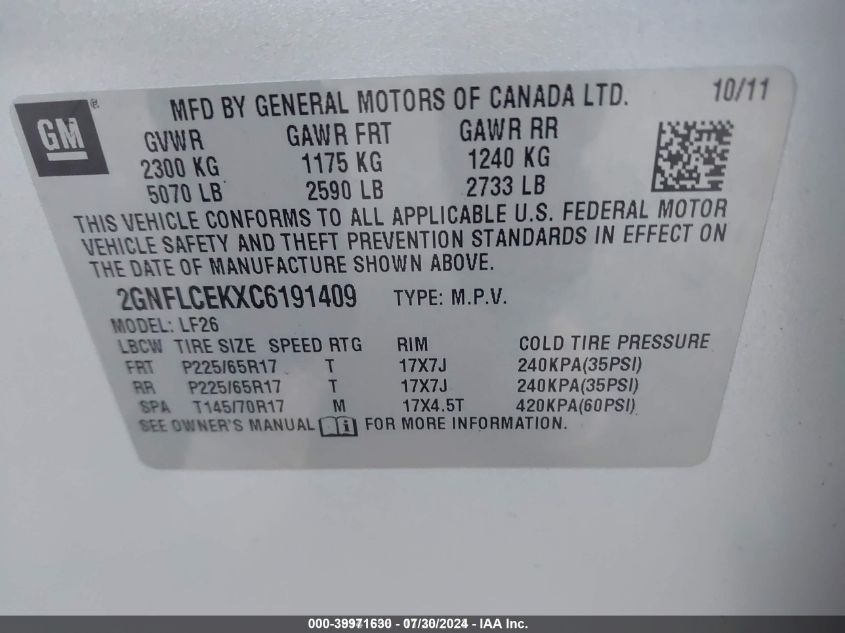 GM ®
MFD BY GENERAL MOTORS OF CANADA LTD. 10/11
GVWR GAWR FRT GAWR RR
2300 KG 1175 KG 1240 KG
5070 LB 2590 LB 2733 LB
THIS VEHICLE CONFORMS TO ALL APPLICABLE U.S. FEDERAL MOTOR
VEHICLE SAFETY AND THEFT PREVENTION STANDARDS IN EFFECT ON
THE DATE OF MANUFACTURE SHOWN ABOVE.
2GNFLCEKXC6191409 TYPE: M.P.V.
MODEL: LF26
LBCW TIRE SIZE SPEED RTG RIM COLD TIRE PRESSURE
FRT P225/65R17 T 17X7J 240KPA(35PSI)
RR P225/65R17 T 17X7J 240KPA(35PSI)
SPA T145/70R17 M 17X4.5T 420KPA(60PSI)
SEE OWNER'S MANUAL i FOR MORE INFORMATION.
000-39971630 - 07/30/2024 - IAA Inc.